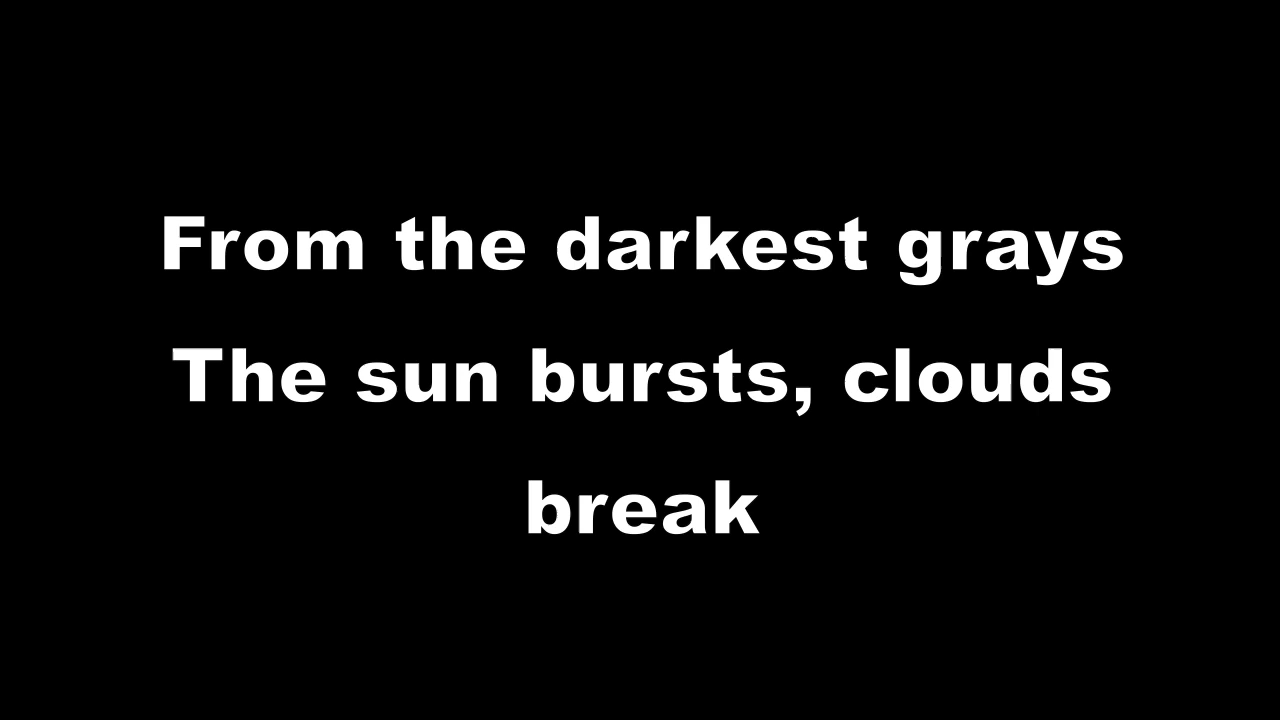 From the darkest grays
The sun bursts, clouds
break